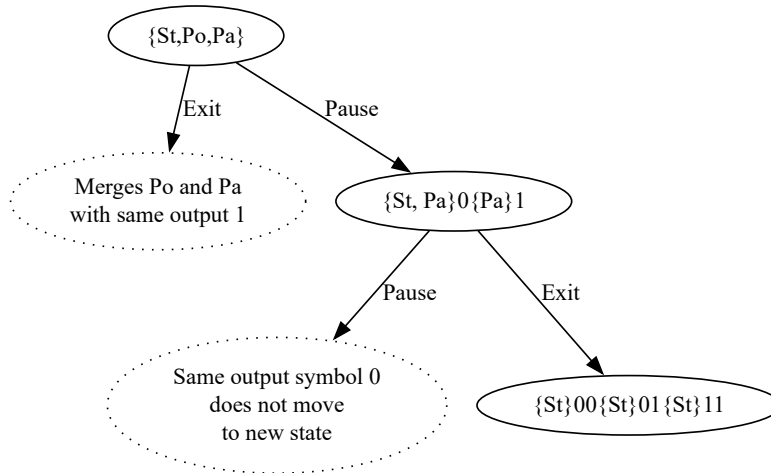 {St,Po,Pa}
Exit
Pause
Merges Po and Pa
with same output 1
{St, Pa}0{Pa}1
Pause
Exit
Same output symbol 0
does not move
to new state
{St}00{St}01{St}11